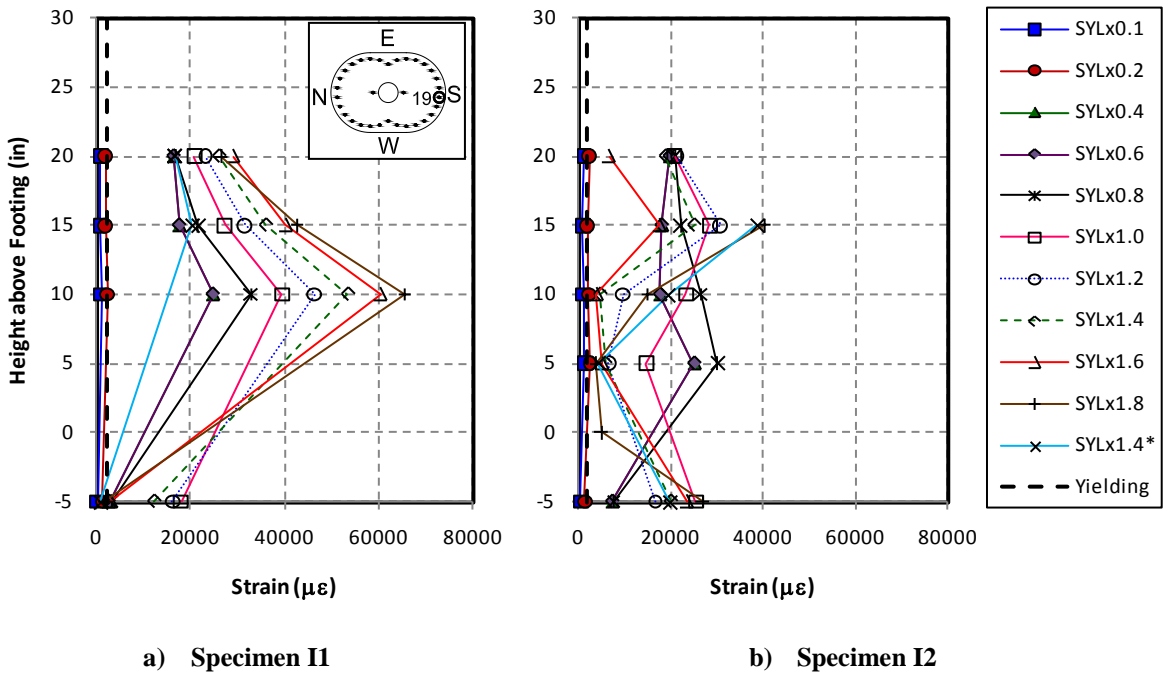 30
25
20
15
10
5
0
-5
Height above Footing (in)
0 20000 40000 60000 80000
Strain (µε)
E
N 19 S
W
30
25
20
15
10
5
0
-5
0 20000 40000 60000 80000
Strain (µε)
SYLx0.1
SYLx0.2
SYLx0.4
SYLx0.6
SYLx0.8
SYLx1.0
SYLx1.2
SYLx1.4
SYLx1.6
SYLx1.8
SYLx1.4*
Yielding
a) Specimen I1
b) Specimen I2